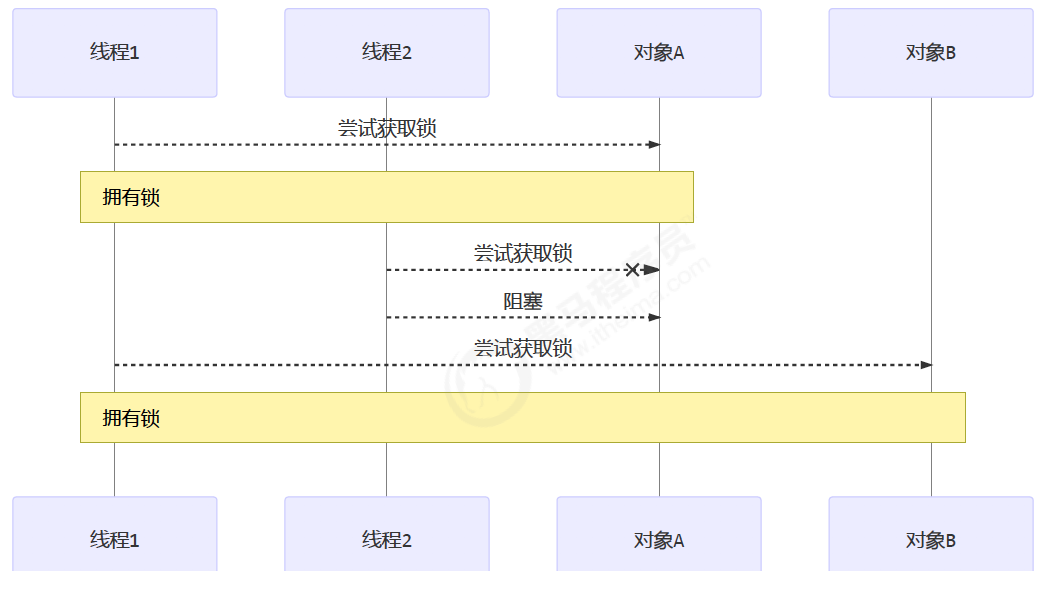 线程1
线程2
对象A
对象B
尝试获取锁
拥有锁
尝试获取锁
阻塞
尝试获取锁
拥有锁
线程1
线程2
对象A
对象B
黑马程序员
www.itheima.com